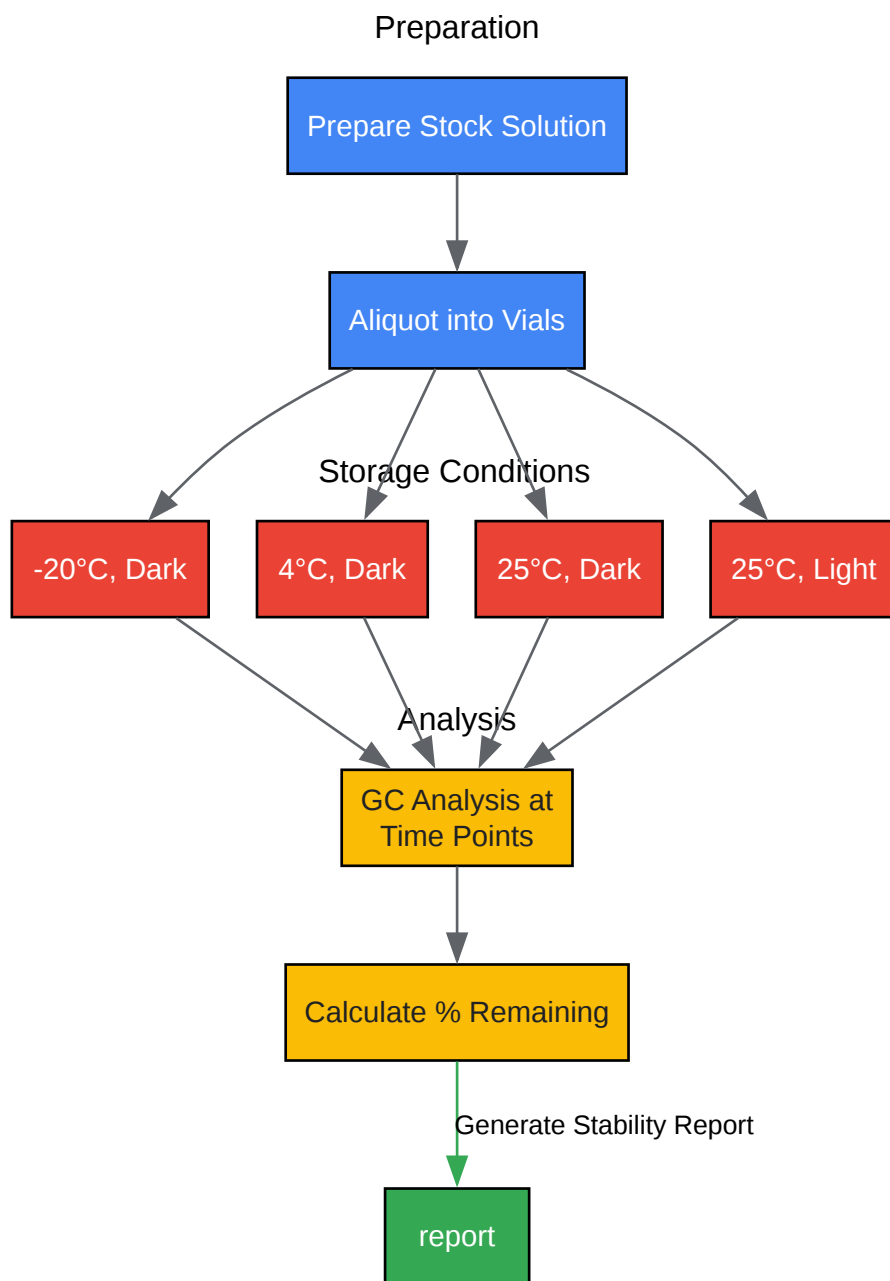 Preparation
Prepare Stock Solution
Aliquot into Vials
Storage Conditions
-20°C, Dark
4°C, Dark
25°C, Dark
25°C, Light
Analysis
GC Analysis at
Time Points
Calculate % Remaining
Generate Stability Report
report